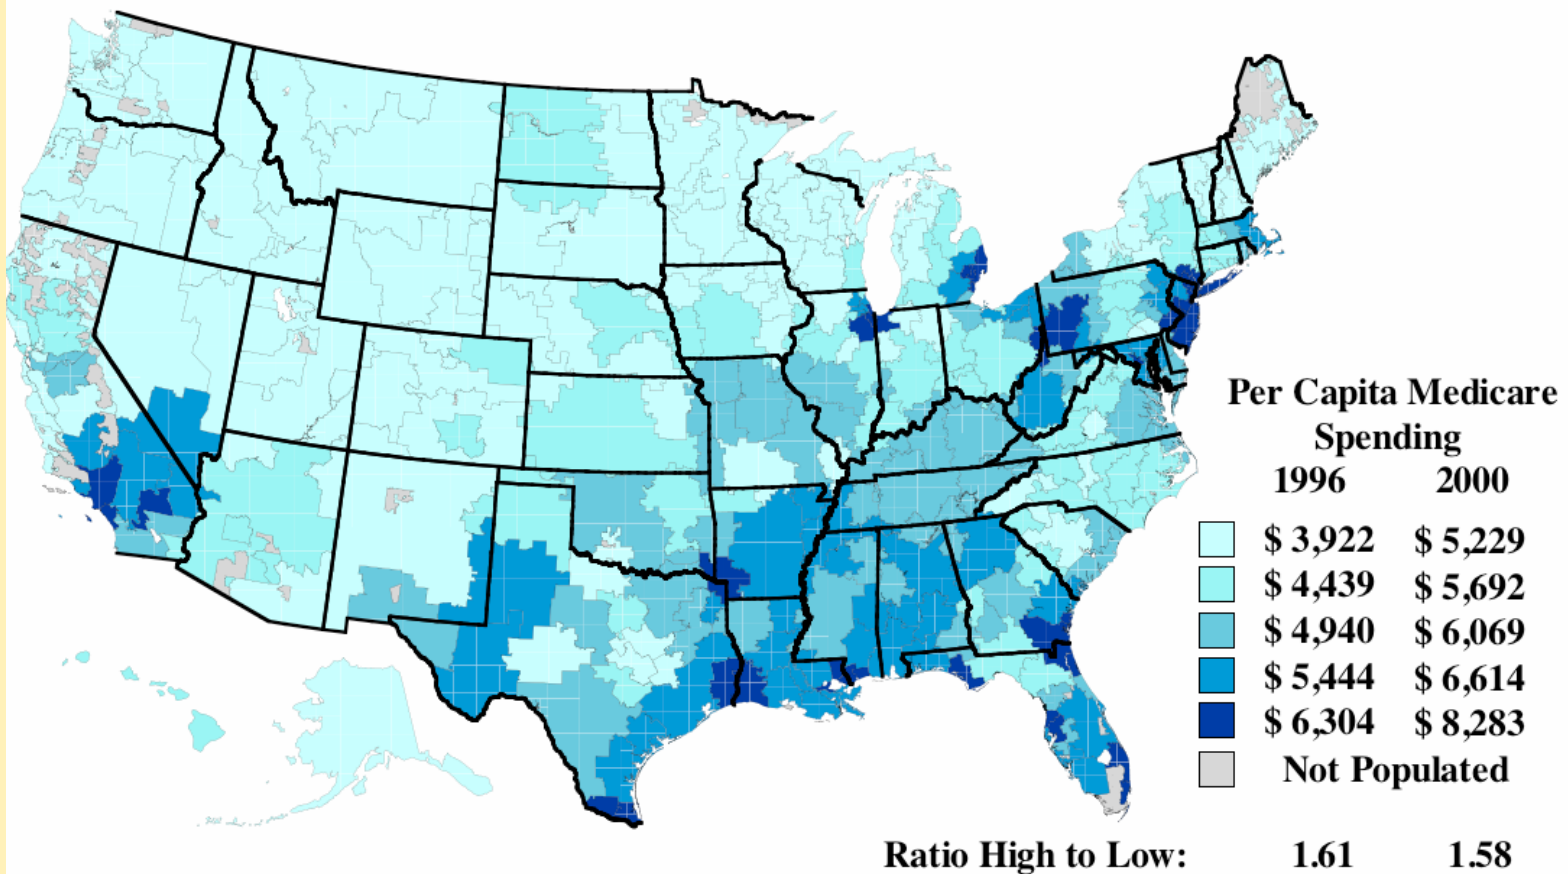 Per Capita Medicare
Spending
1996 2000
$ 3,922 $ 5,229
$ 4,439 $ 5,692
$ 4,940 $ 6,069
$ 5,444 $ 6,614
$ 6,304 $ 8,283
Not Populated
Ratio High to Low: 1.61 1.58